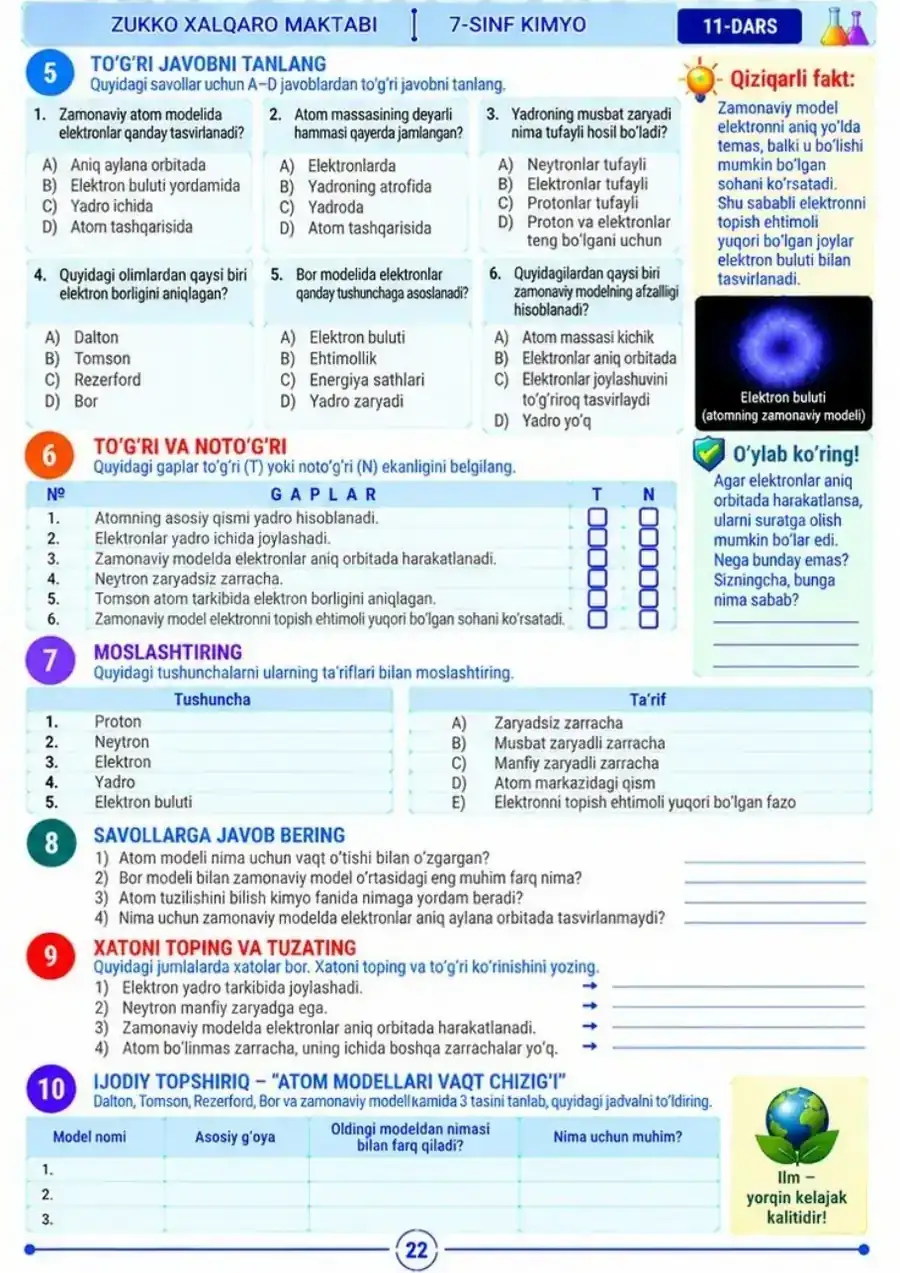 ZUKKO XALQARO MAKTABI
7-SINF KIMYO
11-DARS
5
TO‘G‘RI JAVOBNI TANLANG
Quyidagi savollar uchun A–D javoblardan to‘g‘ri javobni tanlang.
1. Zamonaviy atom modelida
elektronlar qanday tasvirlanadi?
A) Aniq aylana orbitada
B) Elektron buluti yordamida
C) Yadro ichida
D) Atom tashqarisida
2. Atom massasining deyarli
hammasi qayerda jamlangan?
A) Elektronlarda
B) Yadroning atrofida
C) Yadroda
D) Atom tashqarisida
3. Yadroning musbat zaryadi
nima tufayli hosil bo‘ladi?
A) Neytronlar tufayli
B) Elektronlar tufayli
C) Protonlar tufayli
D) Proton va elektronlar
teng bo‘lgani uchun
4. Quyidagi olimlardan qaysi biri
elektron borligini aniqlagan?
A) Dalton
B) Tomson
C) Rezerford
D) Bor
5. Bor modelida elektronlar
qanday tushunchaga asoslanadi?
A) Elektron buluti
B) Ehtimollik
C) Energiya sathlari
D) Yadro zaryadi
6. Quyidagilardan qaysi biri
zamonaviy modelning afzalligi
hisoblanadi?
A) Atom massasi kichik
B) Elektronlar aniq orbitada
C) Elektronlar joylashuvini
to‘g‘riroq tasvirlaydi
D) Yadro yo‘q
Qiziqarli fakt:
Zamonaviy model
elektronni aniq yo‘lda
temas, balki u bo‘lishi
mumkin bo‘lgan
sohani ko‘rsatadi.
Shu sababli elektronni
topish ehtimoli
yuqori bo‘lgan joylar
elektron buluti bilan
tasvirlanadi.
Elektron buluti
(atomning zamonaviy modeli)
6
TO‘G‘RI VA NOTO‘G‘RI
Quyidagi gaplar to‘g‘ri (T) yoki noto‘g‘ri (N) ekanligini belgilang.
№ GAPLAR T N
1. Atomning asosiy qismi yadro hisoblanadi.
2. Elektronlar yadro ichida joylashadi.
3. Zamonaviy modelda elektronlar aniq orbitada harakatlanadi.
4. Neytron zaryadsiz zarracha.
5. Tomson atom tarkibida elektron borligini aniqlagan.
6. Zamonaviy model elektronni topish ehtimoli yuqori bo‘lgan sohani ko‘rsatadi.
O‘ylab ko‘ring!
Agar elektronlar aniq
orbitada harakatlansa,
ularni suratga olish
mumkin bo‘lar edi.
Nega bunday emas?
Sizningcha, bunga
nima sabab?
7
MOSLASHTIRING
Quyidagi tushunchalarni ularning ta‘riflari bilan moslashtiring.
Tushuncha
1. Proton
2. Neytron
3. Elektron
4. Yadro
5. Elektron buluti
Ta‘rif
A) Zaryadsiz zarracha
B) Musbat zaryadli zarracha
C) Manfiy zaryadli zarracha
D) Atom markazidagi qism
E) Elektronni topish ehtimoli yuqori bo‘lgan fazo
8
SAVOLLARGA JAVOB BERING
1) Atom modeli nima uchun vaqt o‘tishi bilan o‘zgargan?
2) Bor modeli bilan zamonaviy model o‘rtasidagi eng muhim farq nima?
3) Atom tuzilishini bilish kimyo fanida nimaga yordam beradi?
4) Nima uchun zamonaviy modelda elektronlar aniq aylana orbitada tasvirlanmaydi?
9
XATONI TOPING VA TUZATING
Quyidagi jumlalarda xatolar bor. Xatoni toping va to‘g‘ri ko‘rinishini yozing.
1) Elektron yadro tarkibida joylashadi. →
2) Neytron manfiy zaryadga ega. →
3) Zamonaviy modelda elektronlar aniq orbitada harakatlanadi. →
4) Atom bo‘linmas zarracha, uning ichida boshqa zarrachalar yo‘q. →
10
IJODIY TOPSHIRIQ – “ATOM MODELLARI VAQT CHIZIG‘I”
Dalton, Tomson, Rezerford, Bor va zamonaviy modell kamida 3 tasini tanlab, quyidagi jadvalni to‘ldiring.
Model nomi
Asosiy g‘oya
Oldingi modeldan nimasi
bilan farq qiladi?
Nima uchun muhim?
1.
2.
3.
Ilm –
yorqin kelajak
kalitidir!
22